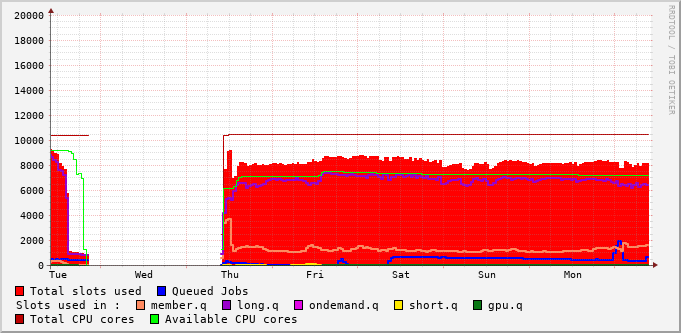 20000
18000
16000
14000
12000
10000
8000
6000
4000
2000
0
Tue Wed Thu Fri Sat Sun Mon
RRDTOOL / TOBI OETIKER
Total slots used Queued Jobs
Slots used in : member.q long.q ondemand.q short.q gpu.q
Total CPU cores Available CPU cores